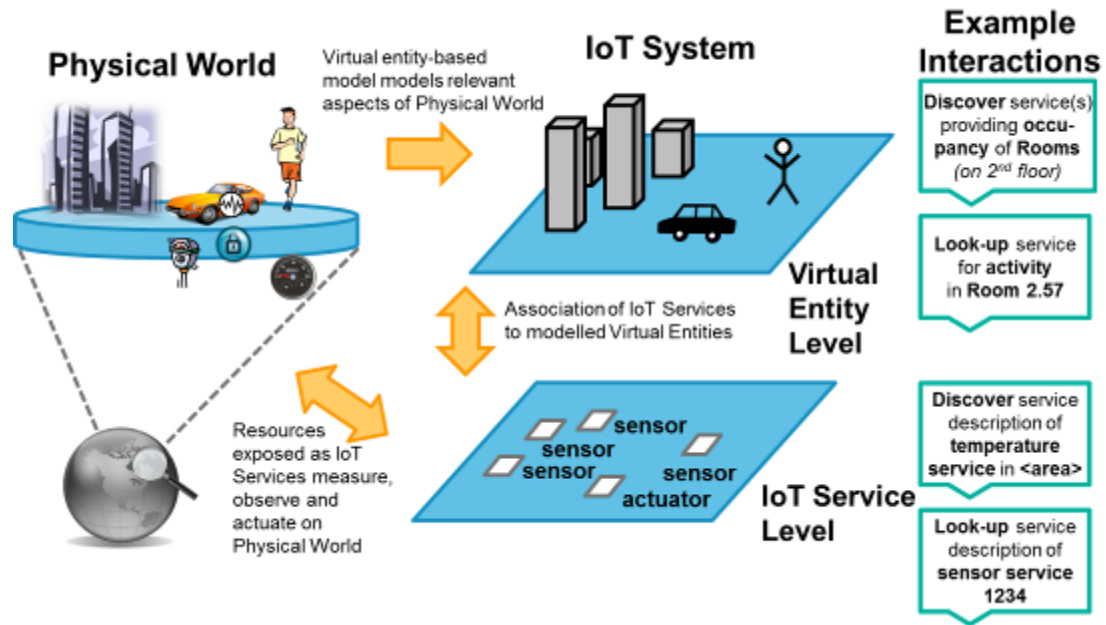 Physical World
Virtual entity-based
model models relevant
aspects of Physical World
IoT System
Virtual
Entity
Level
Association of IoT Services
to modelled Virtual Entities
Resources
exposed as IoT
Services measure,
observe and
actuate on
Physical World
sensor
sensor
sensor
sensor
actuator
IoT Service
Level
Example
Interactions
Discover service(s)
providing occu-
pancy of Rooms
(on 2nd floor)
Look-up service
for activity
in Room 2.57
Discover service
description of
temperature
service in <area>
Look-up service
description of
sensor service
1234